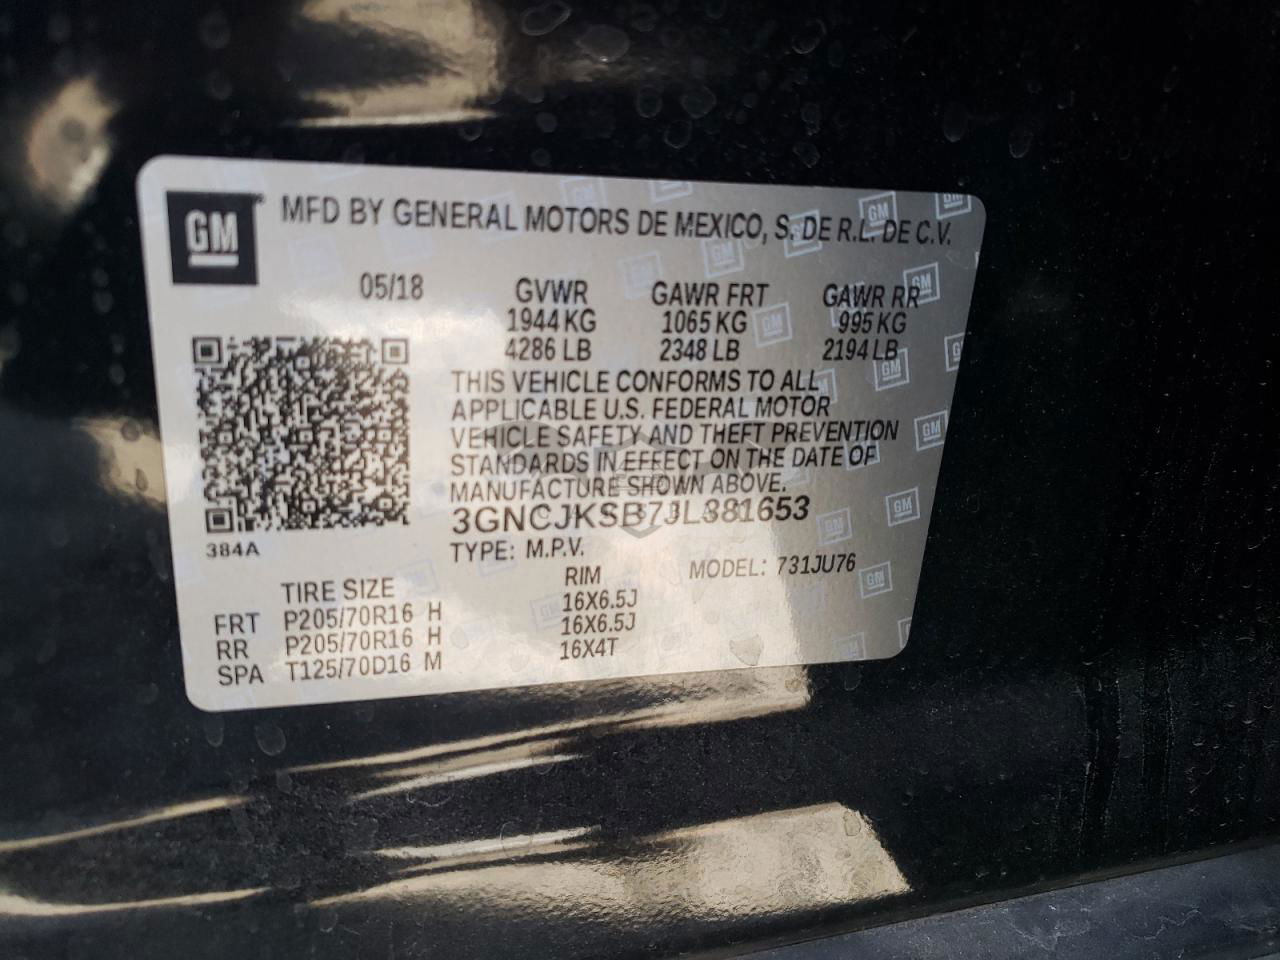 GM ® MFD BY GENERAL MOTORS DE MEXICO, S. DE R.L. DE C.V.
05/18 GVWR GAWR FRT GAWR RR
1944 KG 1065 KG 995 KG
4286 LB 2348 LB 2194 LB
THIS VEHICLE CONFORMS TO ALL
APPLICABLE U.S. FEDERAL MOTOR
VEHICLE SAFETY AND THEFT PREVENTION
STANDARDS IN EFFECT ON THE DATE OF
MANUFACTURE SHOWN ABOVE.
3GNCJKSB7JL381653
384A
TYPE: M.P.V. MODEL: 731JU76
TIRE SIZE RIM
FRT P205/70R16 H 16X6.5J
RR P205/70R16 H 16X6.5J
SPA T125/70D16 M 16X4T